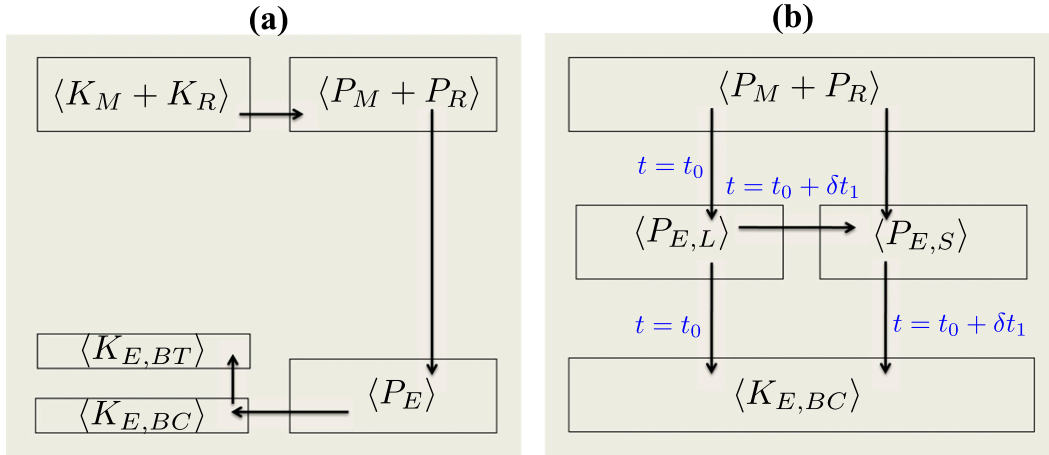 (a)
⟨K_M + K_R⟩
⟨P_M + P_R⟩
⟨K_{E,BT}⟩
⟨K_{E,BC}⟩
⟨P_E⟩
(b)
⟨P_M + P_R⟩
t = t_0
t = t_0 + δt_1
⟨P_{E,L}⟩
⟨P_{E,S}⟩
t = t_0
t = t_0 + δt_1
⟨K_{E,BC}⟩